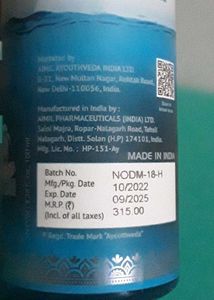 Marketed by
AIMIL AYOUTHVEDA INDIA LTD.
B-31, New Multan Nagar, Rohtak Road,
New Delhi-110056, India.
Manufactured in India by:
AIMIL PHARMACEUTICALS (INDIA) LTD.
Saini Majra, Ropar-Nalagarh Road, Tehsil
Nalagarh, Distt. Solan (H.P) 174101, India.
Mfg. Lic. No.: HP-151-Ay
MADE IN INDIA
Batch No. NODM-18-H
Mfg./Pkg. Date 10/2022
Exp. Date 09/2025
M.R.P. (₹) 315.00
(Incl. of all taxes)
Trade Mark "Ayouthveda"